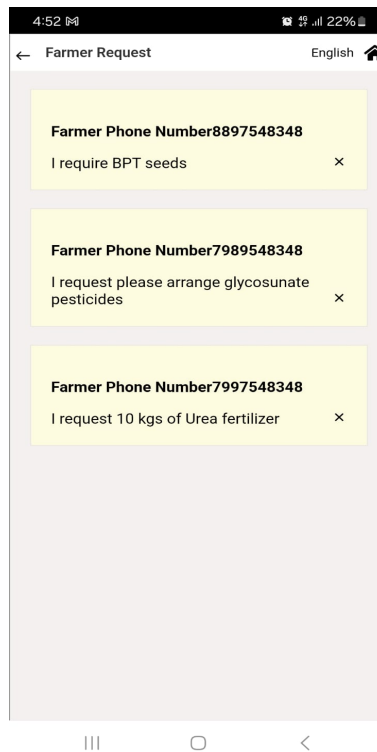 4:52 4G 22%
Farmer Request English
Farmer Phone Number8897548348
I require BPT seeds ×
Farmer Phone Number7989548348
I request please arrange glycosunate
pesticides ×
Farmer Phone Number7997548348
I request 10 kgs of Urea fertilizer ×